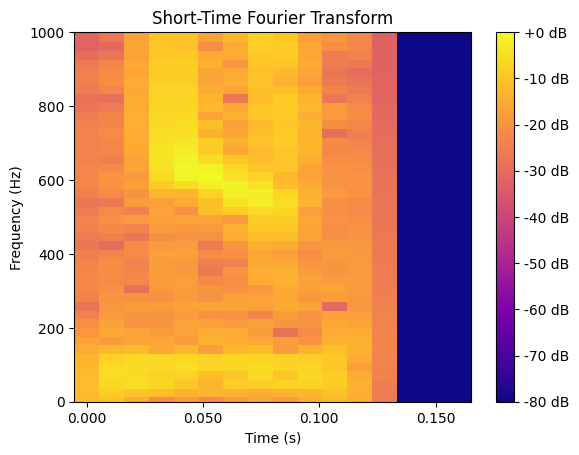 Short-Time Fourier Transform
1000
800
600
400
200
0
Frequency (Hz)
0.000
0.050
0.100
0.150
Time (s)
+0 dB
-10 dB
-20 dB
-30 dB
-40 dB
-50 dB
-60 dB
-70 dB
-80 dB